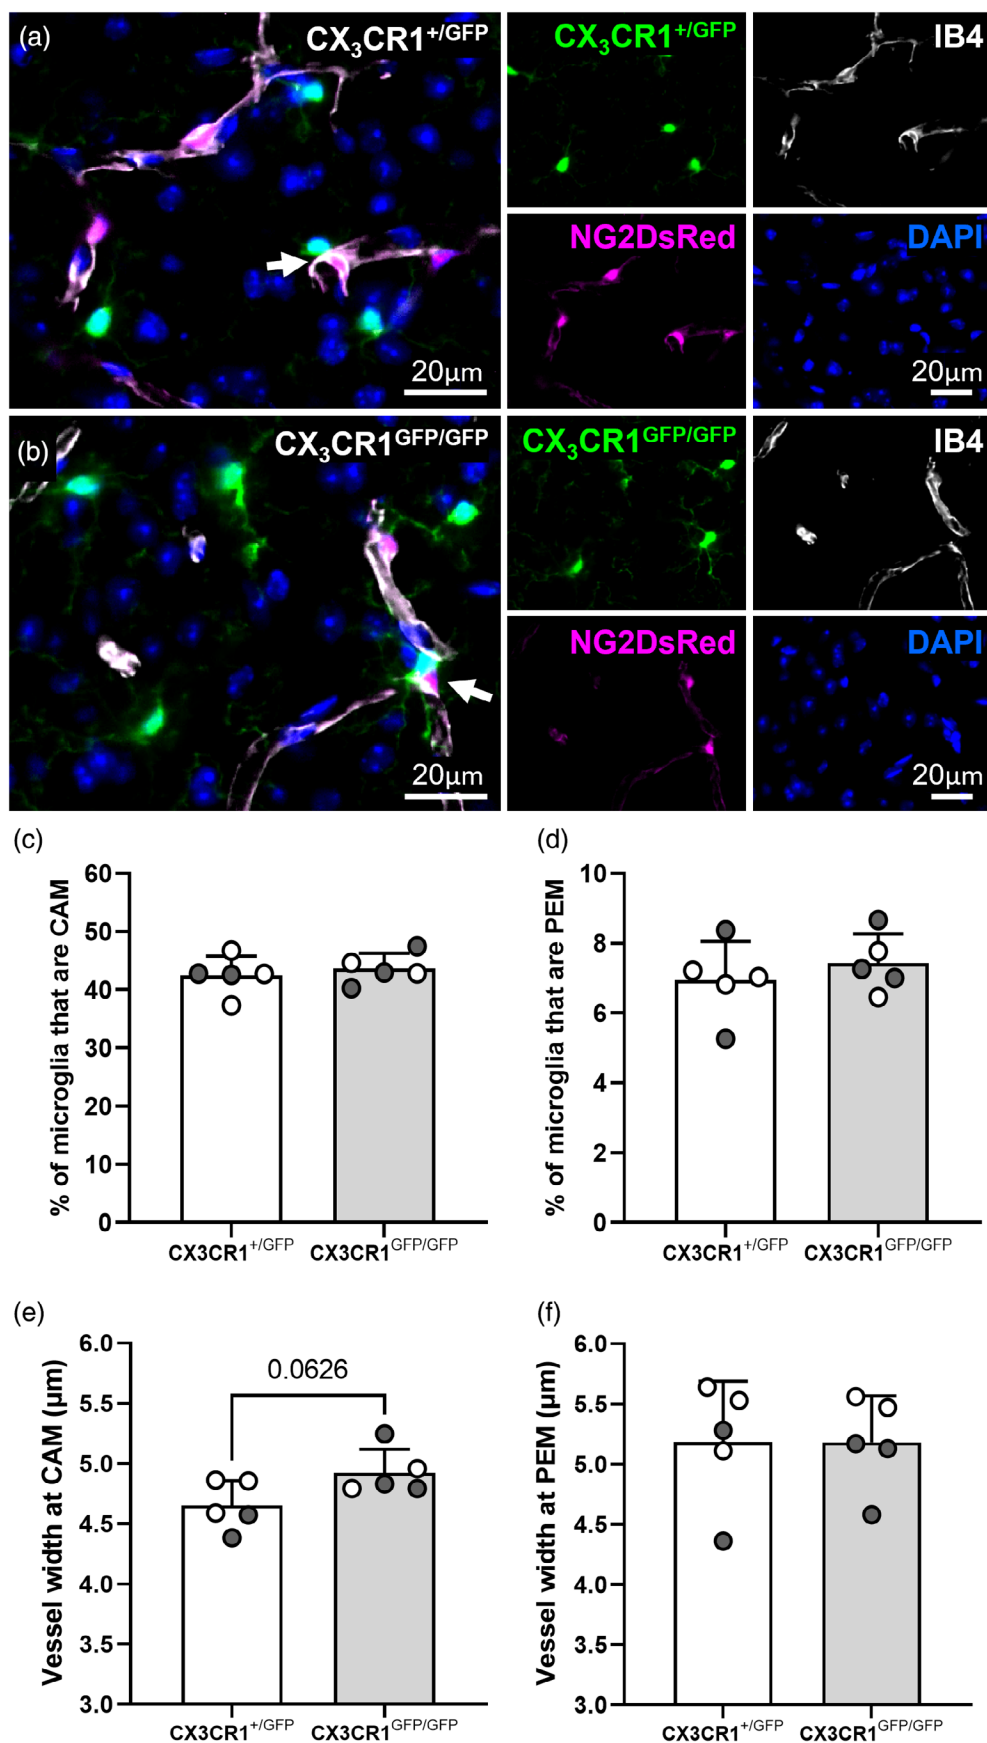 (a)
CX₃CR1⁺/ᴳᶠᴾ
20µm
CX₃CR1⁺/ᴳᶠᴾ
IB4
NG2DsRed
DAPI
20µm
(b)
CX₃CR1ᴳᶠᴾ/ᴳᶠᴾ
20µm
CX₃CR1ᴳᶠᴾ/ᴳᶠᴾ
IB4
NG2DsRed
DAPI
20µm
(c)
% of microglia that are CAM
60
50
40
30
20
10
0
CX3CR1⁺/ᴳᶠᴾ
CX3CR1ᴳᶠᴾ/ᴳᶠᴾ
(d)
% of microglia that are PEM
10
8
6
4
2
0
CX3CR1⁺/ᴳᶠᴾ
CX3CR1ᴳᶠᴾ/ᴳᶠᴾ
(e)
Vessel width at CAM (µm)
6.0
5.5
5.0
4.5
4.0
3.5
3.0
0.0626
CX3CR1⁺/ᴳᶠᴾ
CX3CR1ᴳᶠᴾ/ᴳᶠᴾ
(f)
Vessel width at PEM (µm)
6.0
5.5
5.0
4.5
4.0
3.5
3.0
CX3CR1⁺/ᴳᶠᴾ
CX3CR1ᴳᶠᴾ/ᴳᶠᴾ